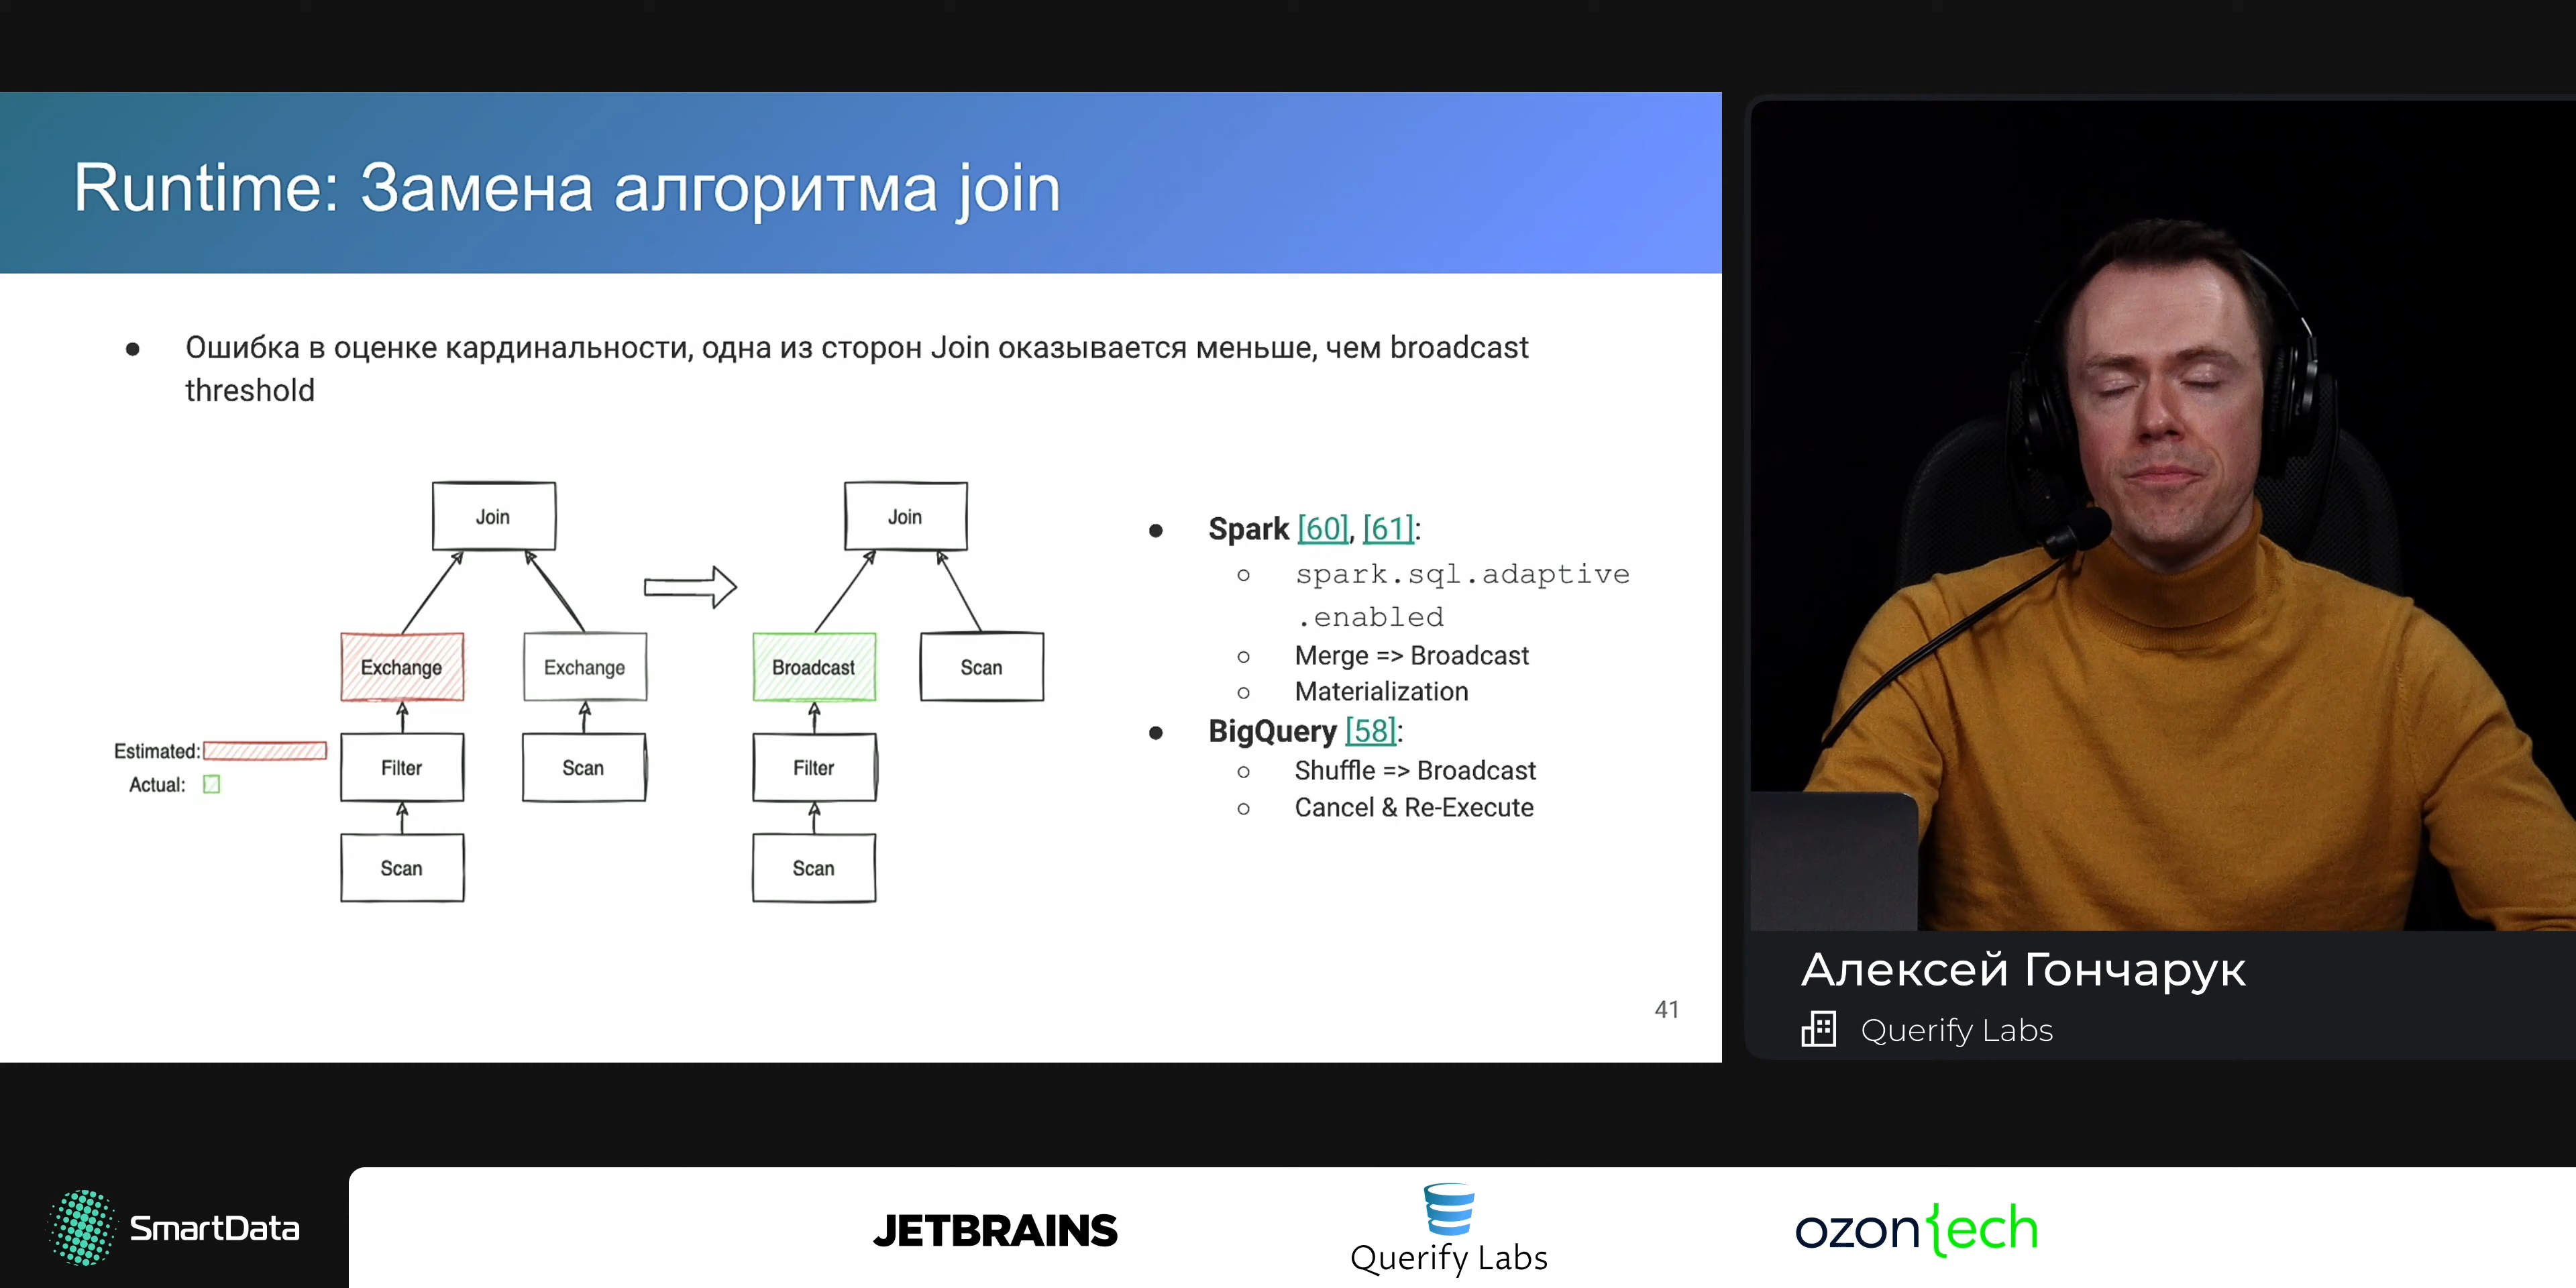 Runtime: Замена алгоритма join
● Ошибка в оценке кардинальности, одна из сторон Join оказывается меньше, чем broadcast
threshold
Join
Exchange
Exchange
Estimated:
Actual:
Filter
Scan
Scan
Join
Broadcast
Scan
Filter
Scan
● Spark [60], [61]:
○ spark.sql.adaptive
.enabled
○ Merge => Broadcast
○ Materialization
● BigQuery [58]:
○ Shuffle => Broadcast
○ Cancel & Re-Execute
41
Алексей Гончарук
Querify Labs
SmartData
JETBRAINS
Querify Labs
ozon{ech